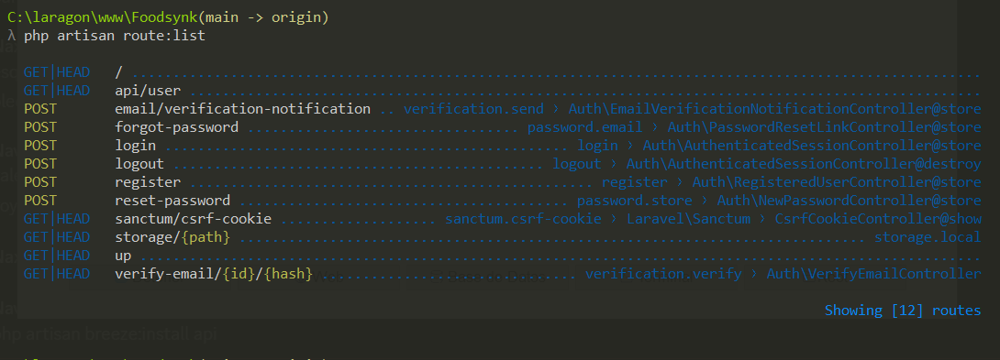 C:\laragon\www\Foodsynk(main -> origin)
λ php artisan route:list
GET|HEAD / ........................................................................................................
GET|HEAD api/user ................................................................................................
POST email/verification-notification .. verification.send › Auth\EmailVerificationNotificationController@store
POST forgot-password ................................. password.email › Auth\PasswordResetLinkController@store
POST login .................................................... login › Auth\AuthenticatedSessionController@store
POST logout .............................................. logout › Auth\AuthenticatedSessionController@destroy
POST register .................................................. register › Auth\RegisteredUserController@store
POST reset-password ......................................... password.store › Auth\NewPasswordController@store
GET|HEAD sanctum/csrf-cookie ................... sanctum.csrf-cookie › Laravel\Sanctum › CsrfCookieController@show
GET|HEAD storage/{path} ............................................................................ storage.local
GET|HEAD up .......................................................................................................
GET|HEAD verify-email/{id}/{hash} ............................... verification.verify › Auth\VerifyEmailController
Showing [12] routes
php artisan breeze:install api